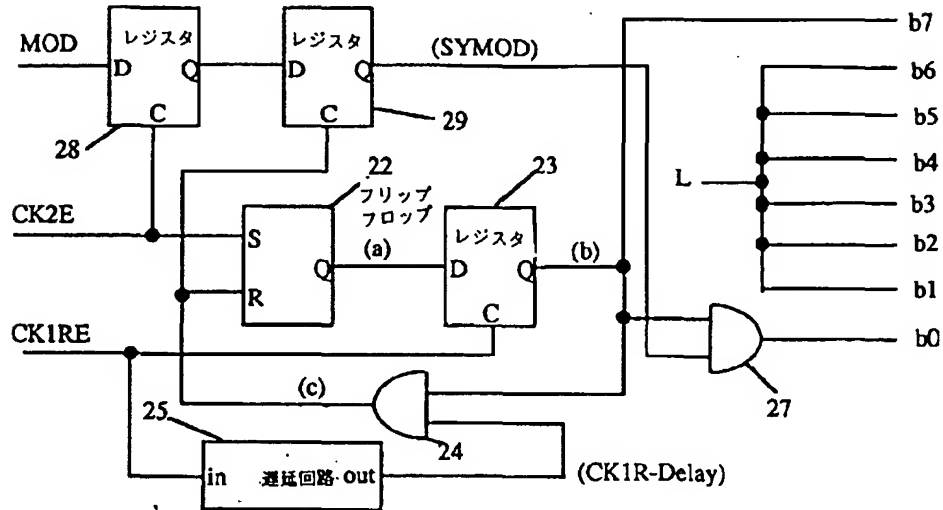 レジスタ
レジスタ
b7
MOD
D
Q
D
Q
(SYMOD)
b6
C
C
b5
28
29
b4
22
23
L
フリップ
フロップ
b3
CK2E
レジスタ
S
(a)
(b)
b2
Q
D
Q
R
b1
C
CK1RE
b0
(c)
27
25
24
in
遅延回路
out
(CK1R-Delay)